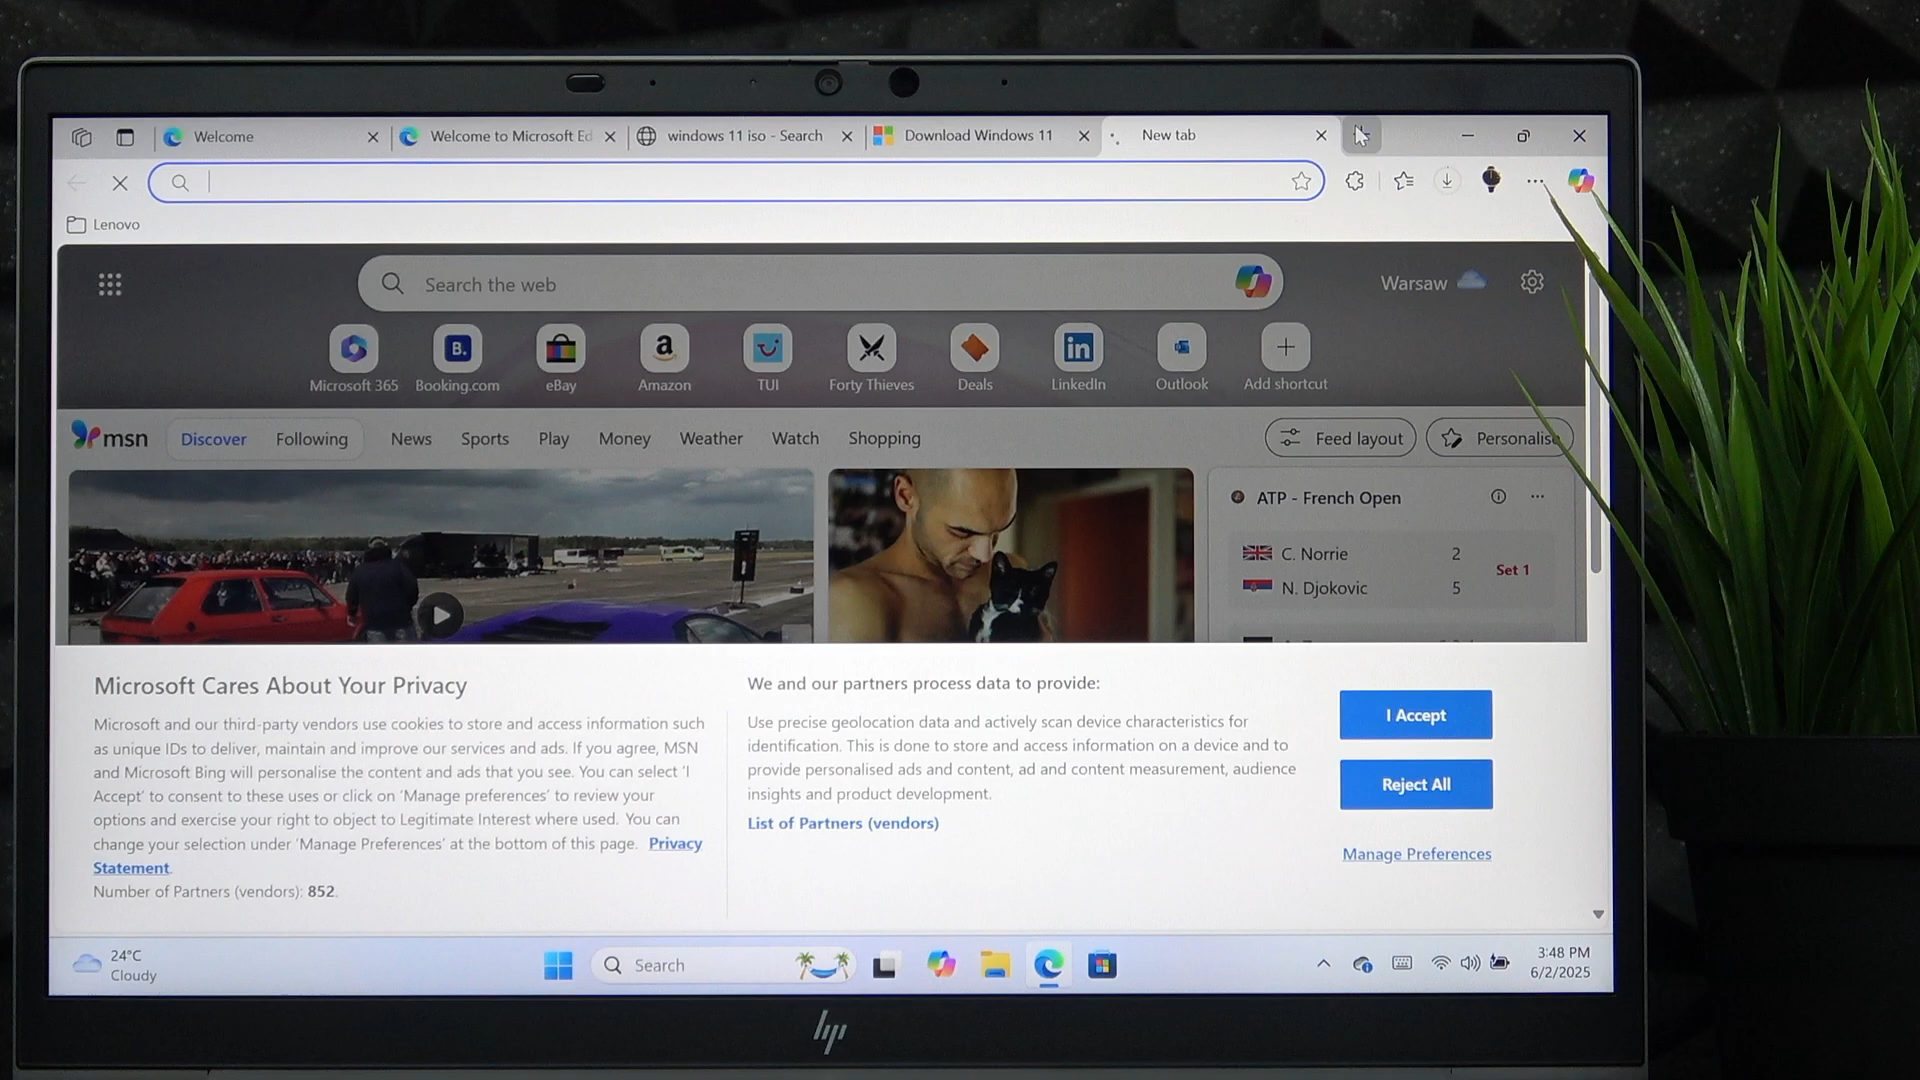 Welcome
Welcome to Microsoft Ed
windows 11 iso - Search
Download Windows 11
New tab
Lenovo
Search the web
Warsaw
B.
a
in
Microsoft 365
Booking.com
eBay
Amazon
TUI
Forty Thieves
Deals
LinkedIn
Outlook
Add shortcut
msn
Discover
Following
News
Sports
Play
Money
Weather
Watch
Shopping
Feed layout
Personalise
ATP - French Open
C. Norrie 2
Set 1
N. Djokovic 5
Microsoft Cares About Your Privacy
Microsoft and our third-party vendors use cookies to store and access information such
as unique IDs to deliver, maintain and improve our services and ads. If you agree, MSN
and Microsoft Bing will personalise the content and ads that you see. You can select 'I
Accept' to consent to these uses or click on 'Manage preferences' to review your
options and exercise your right to object to Legitimate Interest where used. You can
change your selection under 'Manage Preferences' at the bottom of this page. Privacy
Statement.
Number of Partners (vendors): 852.
We and our partners process data to provide:
Use precise geolocation data and actively scan device characteristics for
identification. This is done to store and access information on a device and to
provide personalised ads and content, ad and content measurement, audience
insights and product development.
List of Partners (vendors)
I Accept
Reject All
Manage Preferences
24°C
Cloudy
Search
3:48 PM
6/2/2025
hp